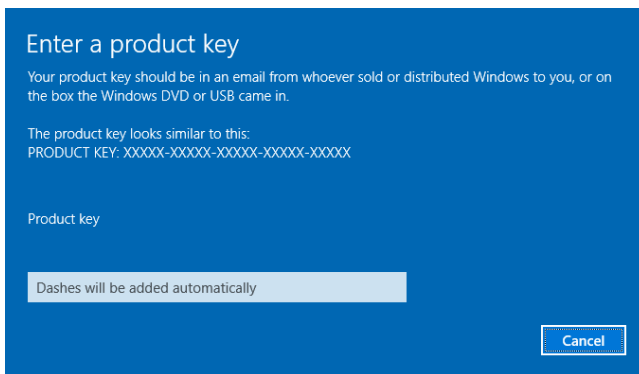 Enter a product key
Your product key should be in an email from whoever sold or distributed Windows to you, or on
the box the Windows DVD or USB came in.
The product key looks similar to this:
PRODUCT KEY: XXXXX-XXXXX-XXXXX-XXXXX-XXXXX
Product key
Dashes will be added automatically
Cancel